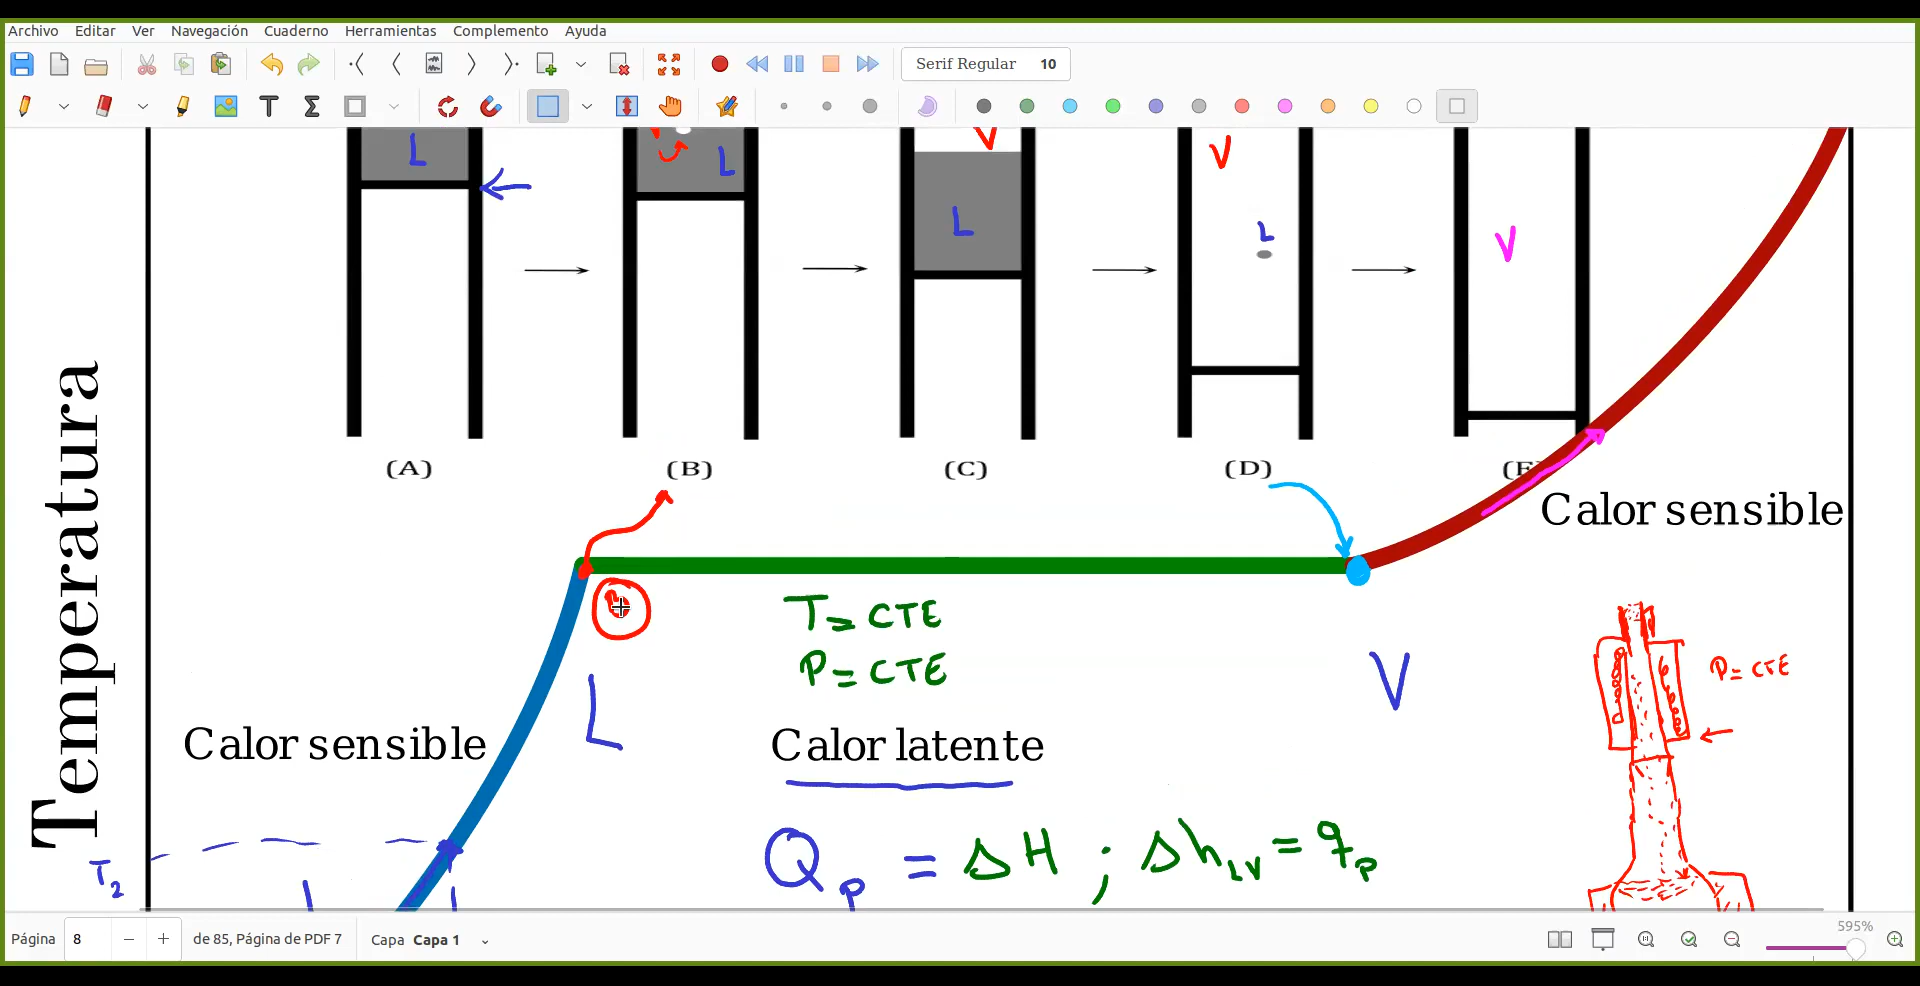 Archivo Editar Ver Navegación Cuaderno Herramientas Complemento Ayuda
Serif Regular 10
L
V
L
V
L
V
L
V
(A) (B) (C) (D) (E)
Temperatura
Calor sensible
T = CTE
P = CTE
L
V
P = CTE
Calor sensible
Calor latente
T2
Qp = ΔH ; ΔhLV = qp
Página 8 de 85, Página de PDF 7 Capa Capa 1
595%